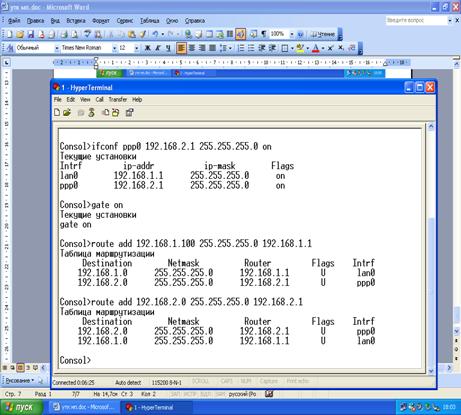 утк мп.doc - Microsoft Word
Файл Правка Вид Вставка Формат Сервис Таблица Окно Справка
Введите вопрос
Обычный Times New Roman 12 Ж К Ч 100% Чтение
1 - HyperTerminal
File Edit View Call Transfer Help
Consol>ifconf ppp0 192.168.2.1 255.255.255.0 on
Текущие установки
Intrf ip-addr ip-mask Flags
lan0 192.168.1.1 255.255.255.0 on
ppp0 192.168.2.1 255.255.255.0 on
Consol>gate on
Текущие установки
gate on
Consol>route add 192.168.1.100 255.255.255.0 192.168.1.1
Таблица маршрутизации
Destination Netmask Router Flags Intrf
192.168.1.0 255.255.255.0 192.168.1.1 U lan0
192.168.2.0 255.255.255.0 192.168.2.1 U ppp0
Consol>route add 192.168.2.0 255.255.255.0 192.168.2.1
Таблица маршрутизации
Destination Netmask Router Flags Intrf
192.168.2.0 255.255.255.0 192.168.2.1 U ppp0
192.168.1.0 255.255.255.0 192.168.1.1 U lan0
Consol>
Connected 0:06:25 Auto detect 115200 8-N-1 SCROLL CAPS NUM Capture Print echo
Рисование
Стр. 7 Разд 1 7/7 На 14,7см Ст 3 Кол 2 ЗАП ИСПР ВДЛ ЗАМ русский (Ро
пуск утк мп.doc - Microsof... 1 - HyperTerminal 18:03